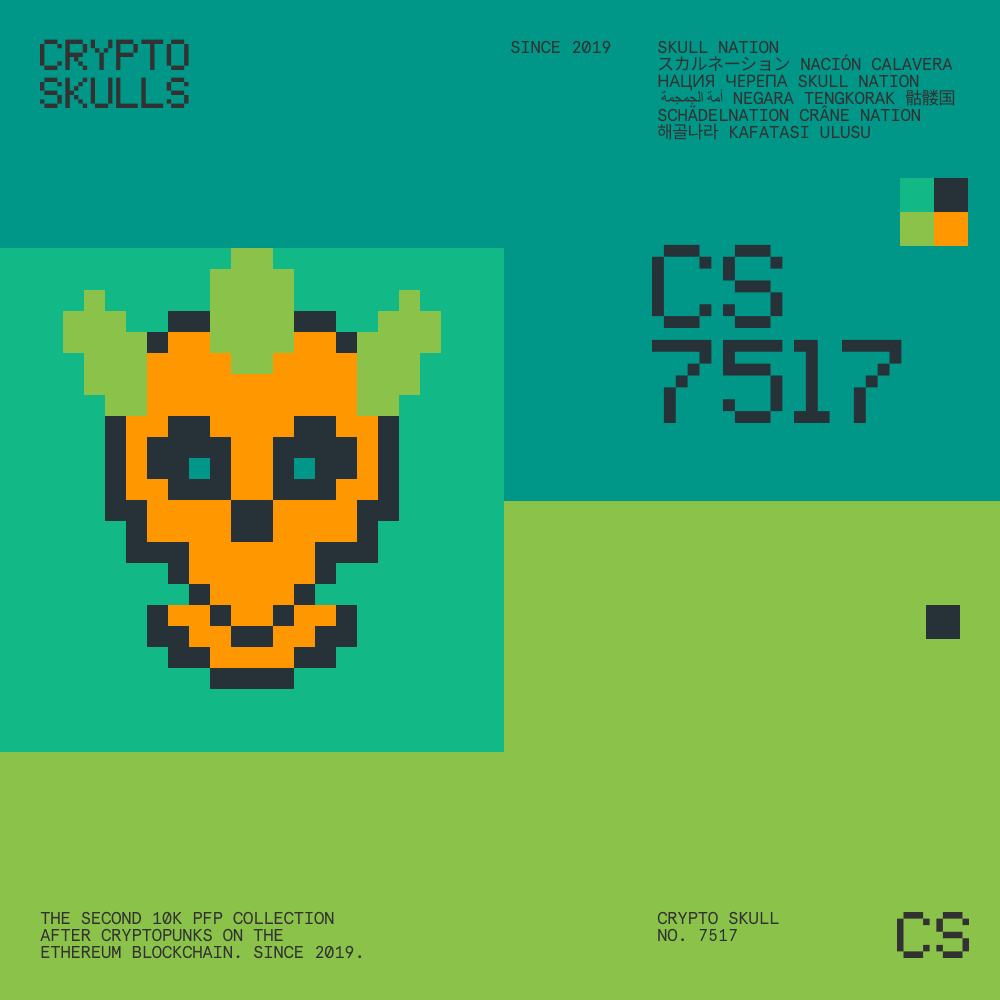 CRYPTO
SKULLS
SINCE 2019
SKULL NATION
スカルネーション NACIÓN CALAVERA
НАЦИЯ ЧЕРЕПА SKULL NATION
أمة الجمجمة NEGARA TENGKORAK 骷髅国
SCHÄDELNATION CRÂNE NATION
해골나라 KAFATASI ULUSU
CS
7517
THE SECOND 10K PFP COLLECTION
AFTER CRYPTOPUNKS ON THE
ETHEREUM BLOCKCHAIN. SINCE 2019.
CRYPTO SKULL
NO. 7517
CS